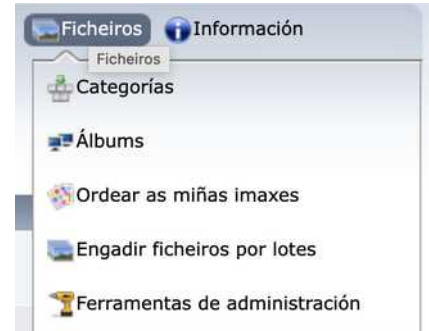 Ficheiros Información
Ficheiros
Categorías
Álbums
Ordear as miñas imaxes
Engadir ficheiros por lotes
Ferramentas de administración